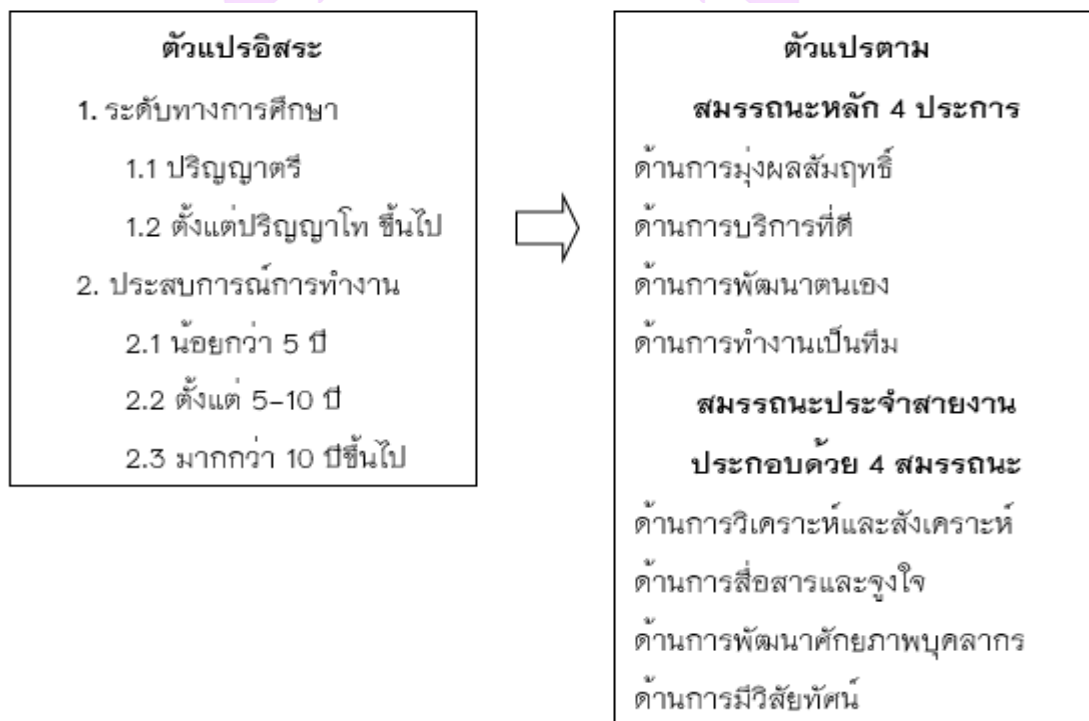 ตัวแปรอิสระ
1. ระดับทางการศึกษา
1.1 ปริญญาตรี
1.2 ตั้งแต่ปริญญาโท ขึ้นไป
2. ประสบการณ์การทำงาน
2.1 น้อยกว่า 5 ปี
2.2 ตั้งแต่ 5–10 ปี
2.3 มากกว่า 10 ปีขึ้นไป
ตัวแปรตาม
สมรรถนะหลัก 4 ประการ
ด้านการมุ่งผลสัมฤทธิ์
ด้านการบริการที่ดี
ด้านการพัฒนาตนเอง
ด้านการทำงานเป็นทีม
สมรรถนะประจำสายงาน
ประกอบด้วย 4 สมรรถนะ
ด้านการวิเคราะห์และสังเคราะห์
ด้านการสื่อสารและจูงใจ
ด้านการพัฒนาศักยภาพบุคลากร
ด้านการมีวิสัยทัศน์